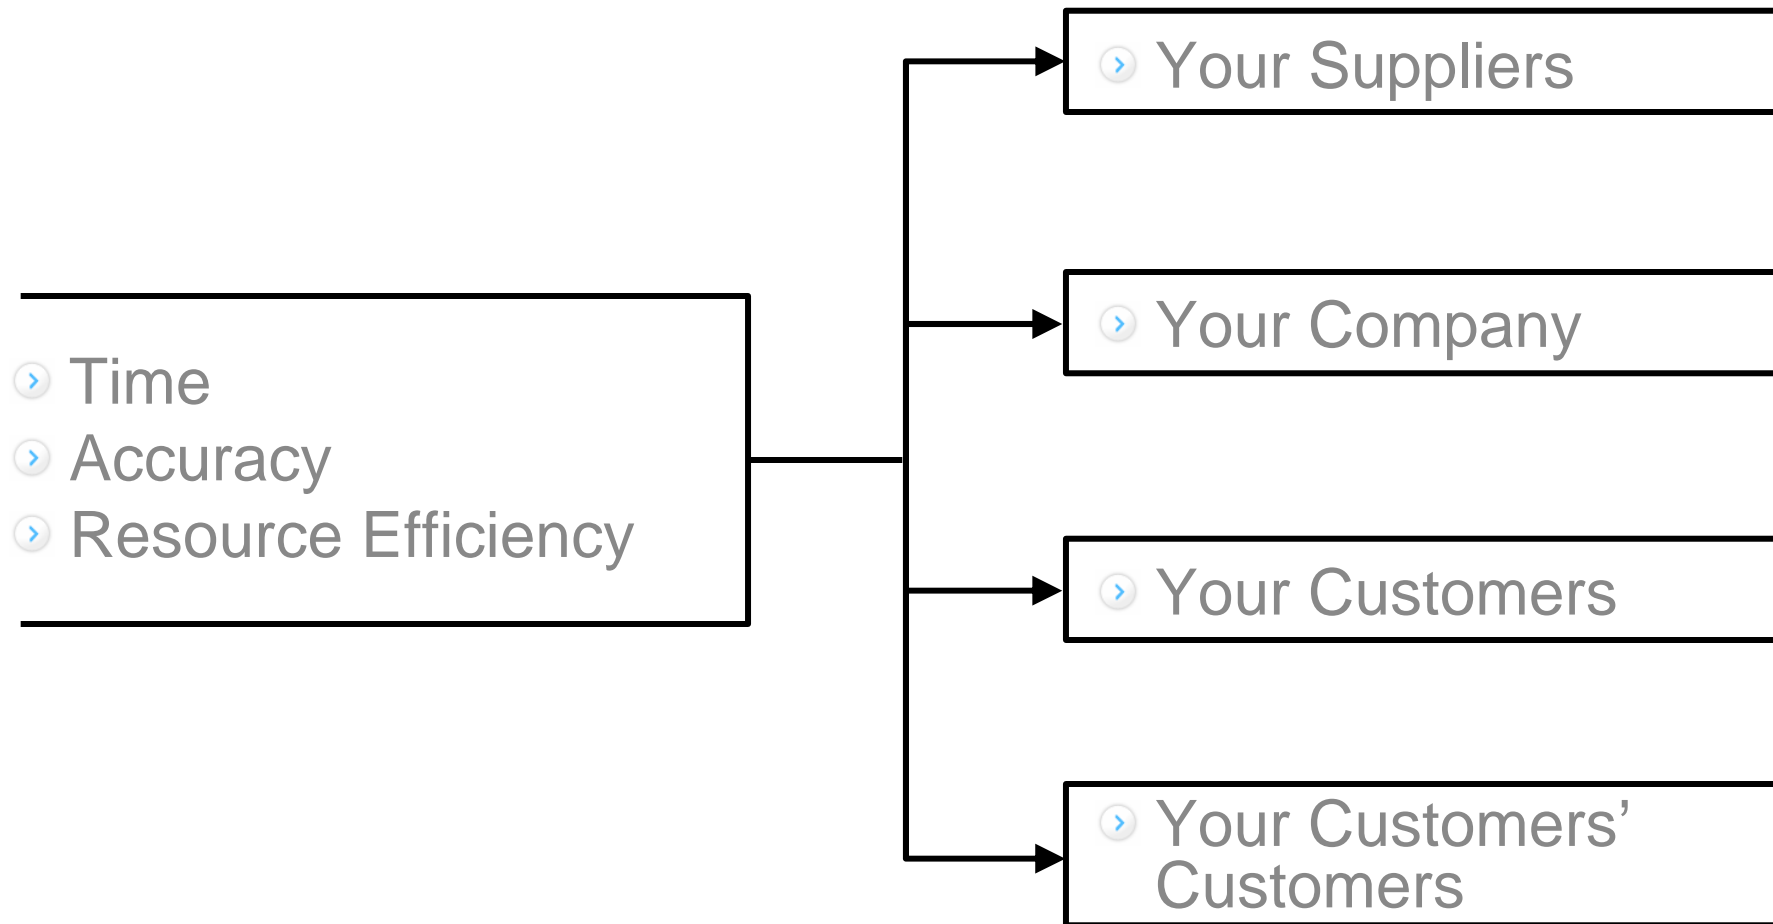 Time
Accuracy
Resource Efficiency
Your Suppliers
Your Company
Your Customers
Your Customers’
Customers